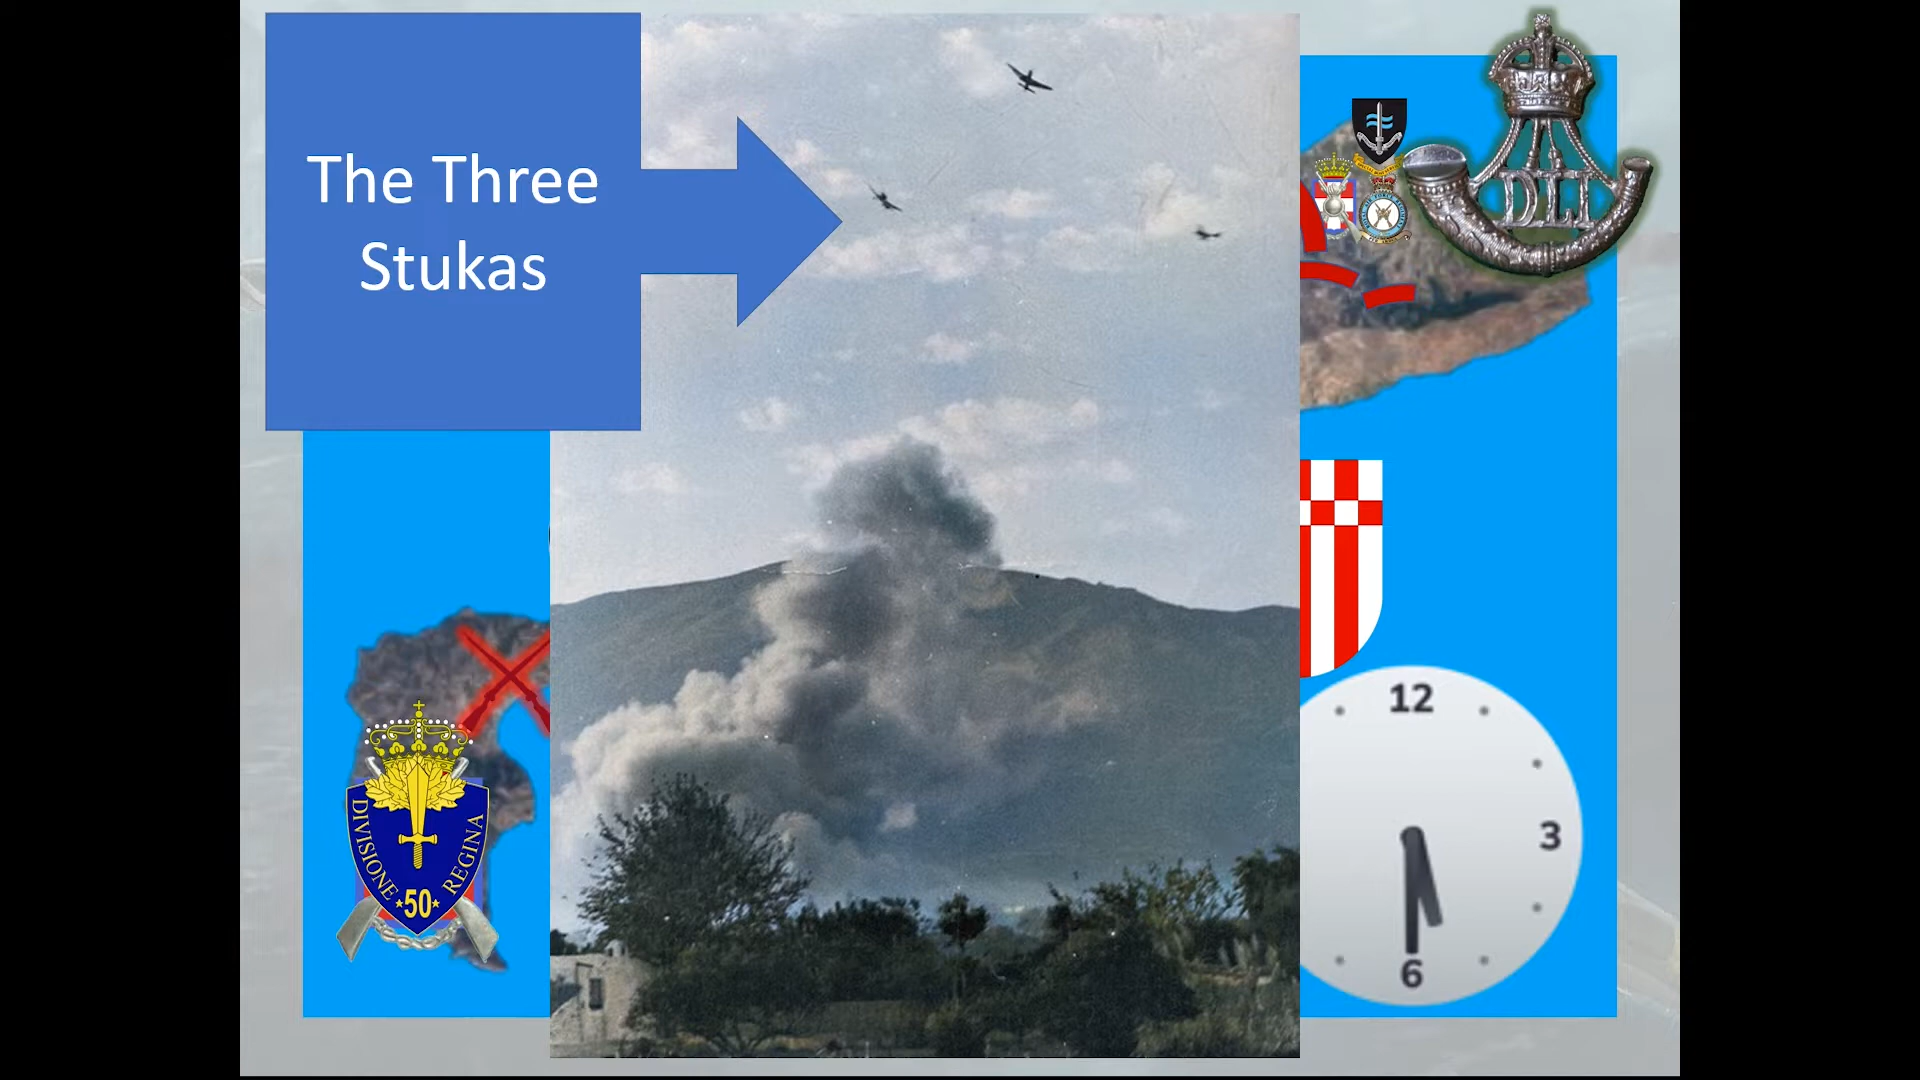 The Three
Stukas
DLI
12
3
6
DIVISIONE
REGINA
★50★